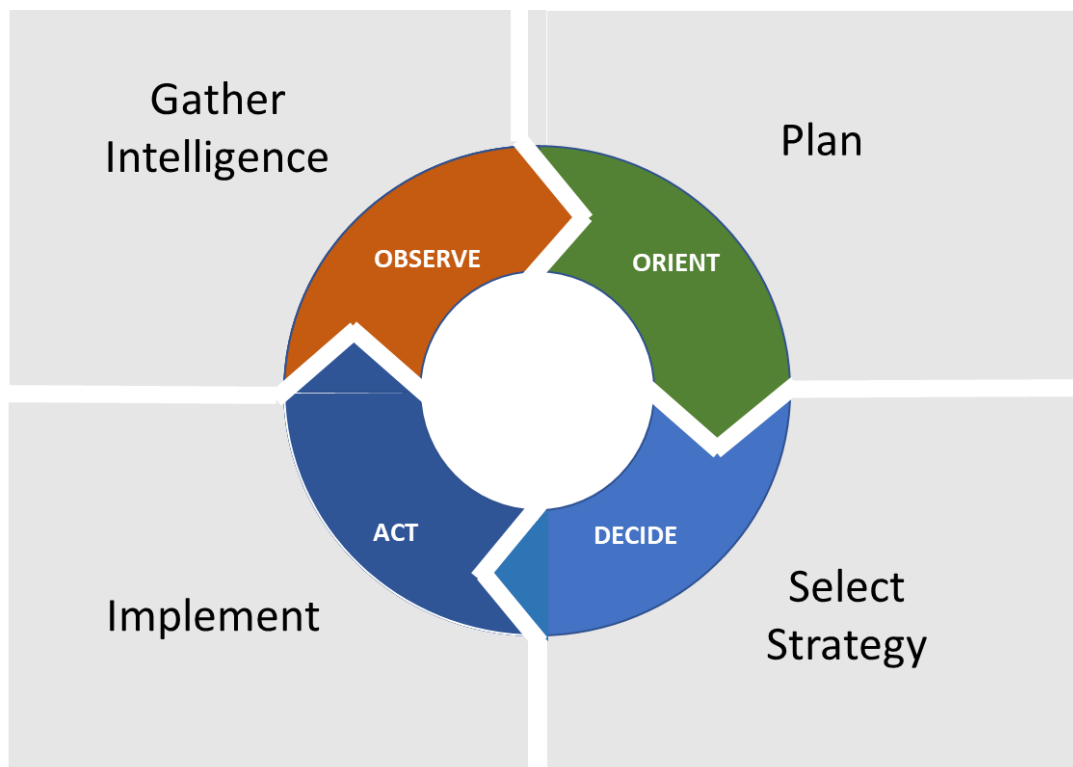 Gather
Intelligence
Plan
OBSERVE
ORIENT
ACT
DECIDE
Implement
Select
Strategy